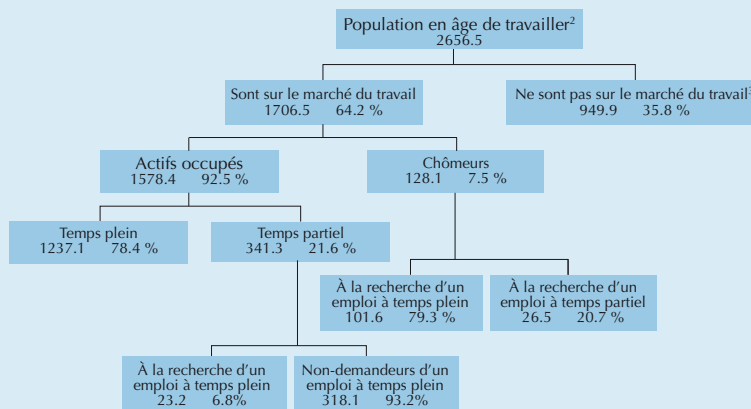 Population en âge de travailler²
2656.5
Sont sur le marché du travail
1706.5 64.2 %
Ne sont pas sur le marché du travail³
949.9 35.8 %
Actifs occupés
1578.4 92.5 %
Chômeurs
128.1 7.5 %
Temps plein
1237.1 78.4 %
Temps partiel
341.3 21.6 %
À la recherche d'un
emploi à temps plein
101.6 79.3 %
À la recherche d'un
emploi à temps partiel
26.5 20.7 %
À la recherche d'un
emploi à temps plein
23.2 6.8%
Non-demandeurs d'un
emploi à temps plein
318.1 93.2%